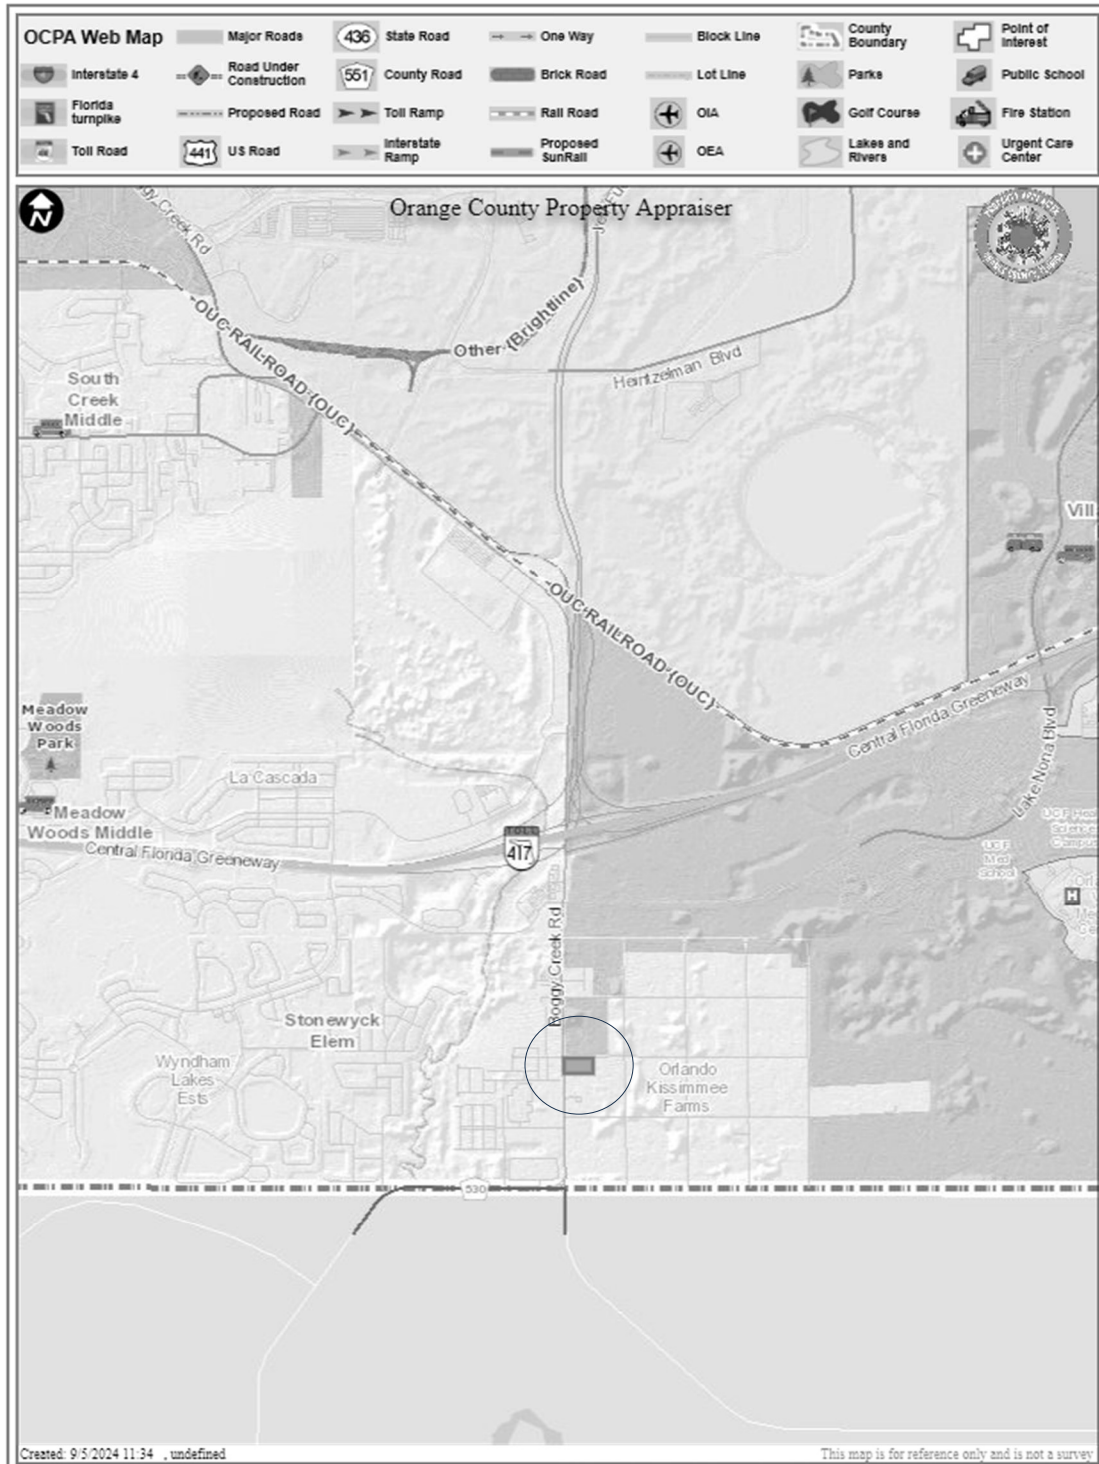 OCPA Web Map
Major Roads
436
State Road
One Way
Block Line
County
Boundary
Point of
Interest
Interstate 4
Road Under
Construction
551
County Road
Brick Road
Lot Line
Parks
Public School
Florida
turnpike
Proposed Road
Toll Ramp
Rail Road
OIA
Golf Course
Fire Station
Toll Road
441
US Road
Interstate
Ramp
Proposed
SunRail
OEA
Lakes and
Rivers
Urgent Care
Center
N
Orange County Property Appraiser
gy Creek Rd
OUC RAILROAD (OUC)
Other (Brightline)
Heintzelman Blvd
South
Creek
Middle
Vill
OUC RAILROAD (OUC)
Central Florida Greeneway
Lake Nona Blvd
Meadow
Woods
Park
La Cascada
Meadow
Woods Middle
Central Florida Greeneway
TOLL
417
UCF
Med
School
H
Boggy Creek Rd
Stonewyck
Elem
Wyndham
Lakes
Ests
Orlando
Kissimmee
Farms
530
Created: 9/5/2024 11:34 , undefined
This map is for reference only and is not a survey